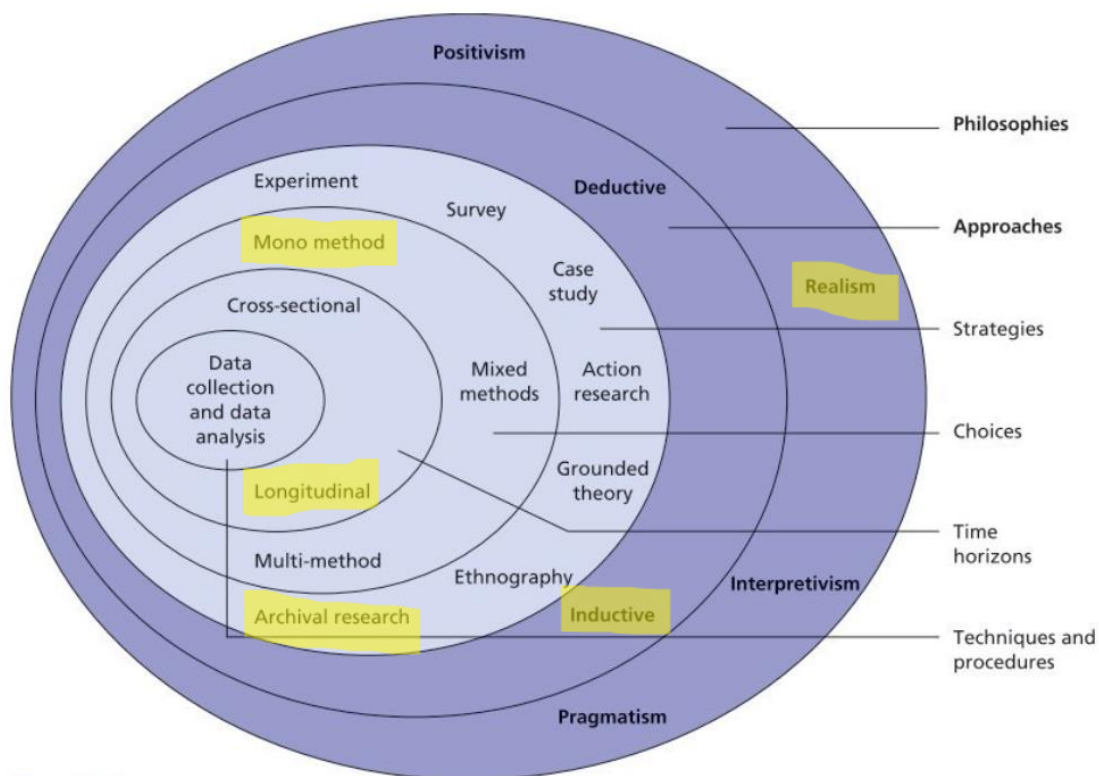 Positivism
Philosophies
Experiment
Deductive
Survey
Approaches
Mono method
Case
study
Realism
Cross-sectional
Strategies
Data
collection
and data
analysis
Mixed
methods
Action
research
Choices
Longitudinal
Grounded
theory
Time
horizons
Multi-method
Ethnography
Interpretivism
Archival research
Inductive
Techniques and
procedures
Pragmatism